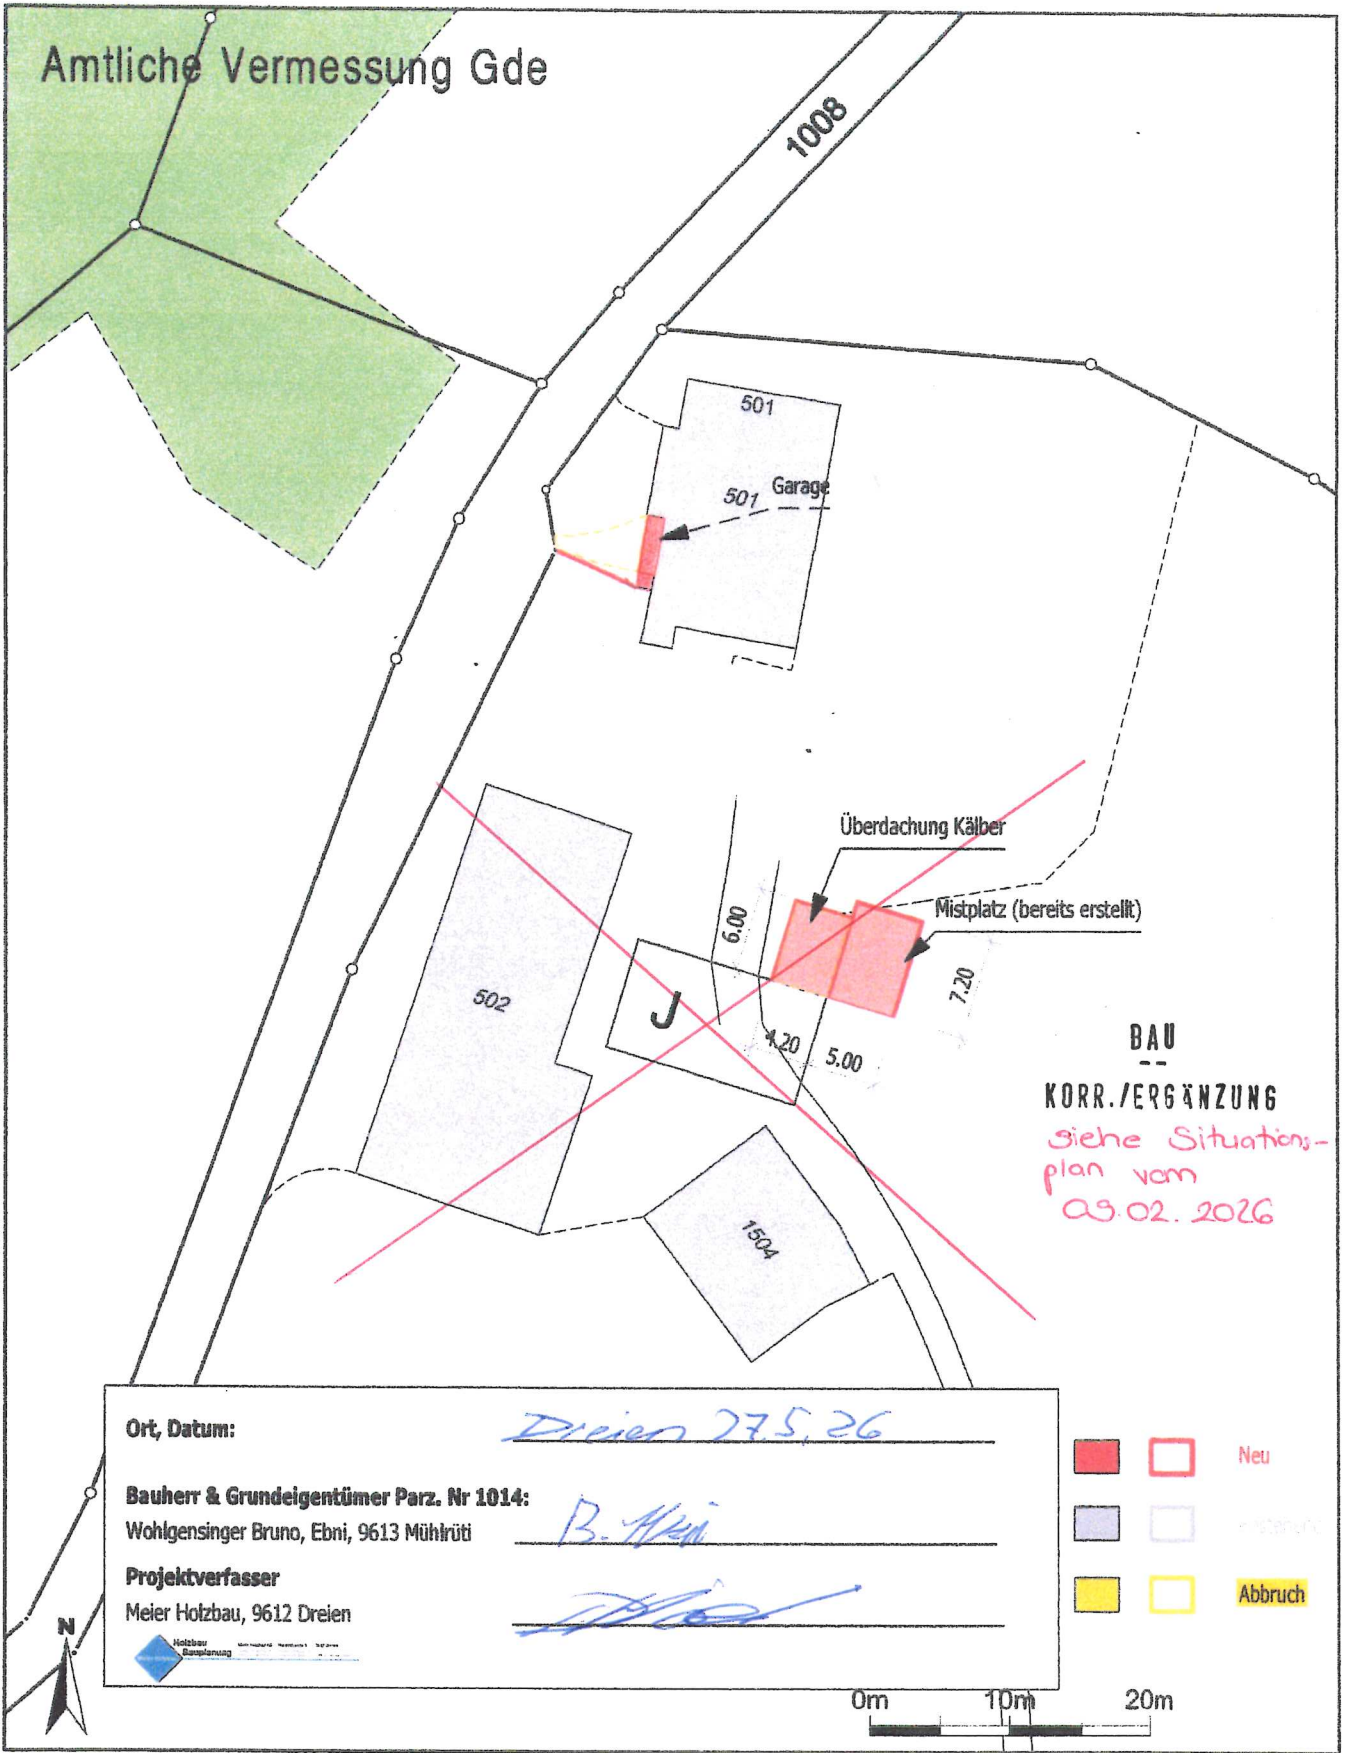 Amtliche Vermessung Gde
1008
501
501
Garage
Überdachung Kälber
Mistplatz (bereits erstellt)
6.00
7.20
502
J
4.20
5.00
1504
BAU
--
KORR./ERGÄNZUNG
siehe Situations-
plan vom
09.02.2026
Ort, Datum:
Dreien 27.5.26
Bauherr & Grundeigentümer Parz. Nr 1014:
Wohlgensinger Bruno, Ebni, 9613 Mühlrüti
Projektverfasser
Meier Holzbau, 9612 Dreien
Holzbau
Bauplanung
Neu
Abbruch
N
0m 10m 20m